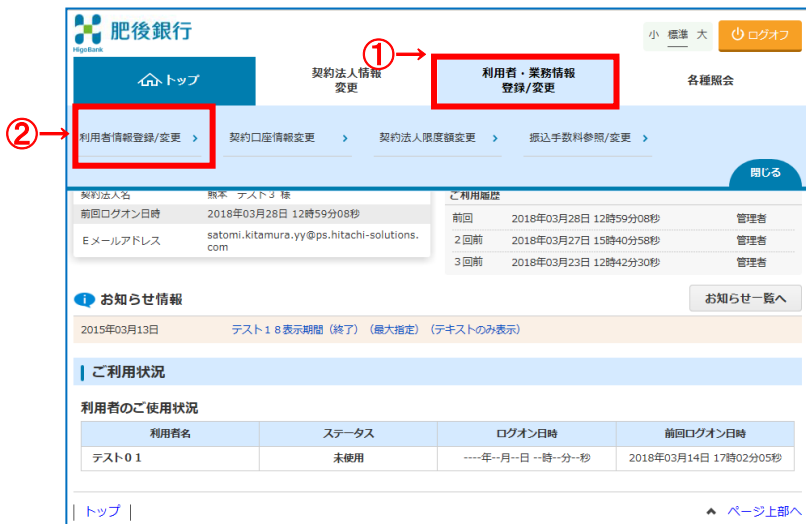 肥後銀行
HigoBank
小 標準 大
ログオフ
①
トップ
契約法人情報
変更
利用者・業務情報
登録/変更
各種照会
②
利用者情報登録/変更
契約口座情報変更
契約法人限度額変更
振込手数料参照/変更
閉じる
契約法人名 熊本 テスト3 様
前回ログオン日時 2018年03月28日 12時59分08秒
Eメールアドレス satomi.kitamura.yy@ps.hitachi-solutions.
com
ご利用履歴
前回 2018年03月28日 12時59分08秒 管理者
2回前 2018年03月27日 15時40分58秒 管理者
3回前 2018年03月23日 12時42分30秒 管理者
お知らせ情報
お知らせ一覧へ
2015年03月13日 テスト18表示期間(終了)(最大指定)(テキストのみ表示)
ご利用状況
利用者のご使用状況
利用者名 ステータス ログオン日時 前回ログオン日時
テスト01 未使用 ----年--月--日 --時--分--秒 2018年03月14日 17時02分05秒
| トップ |
ページ上部へ